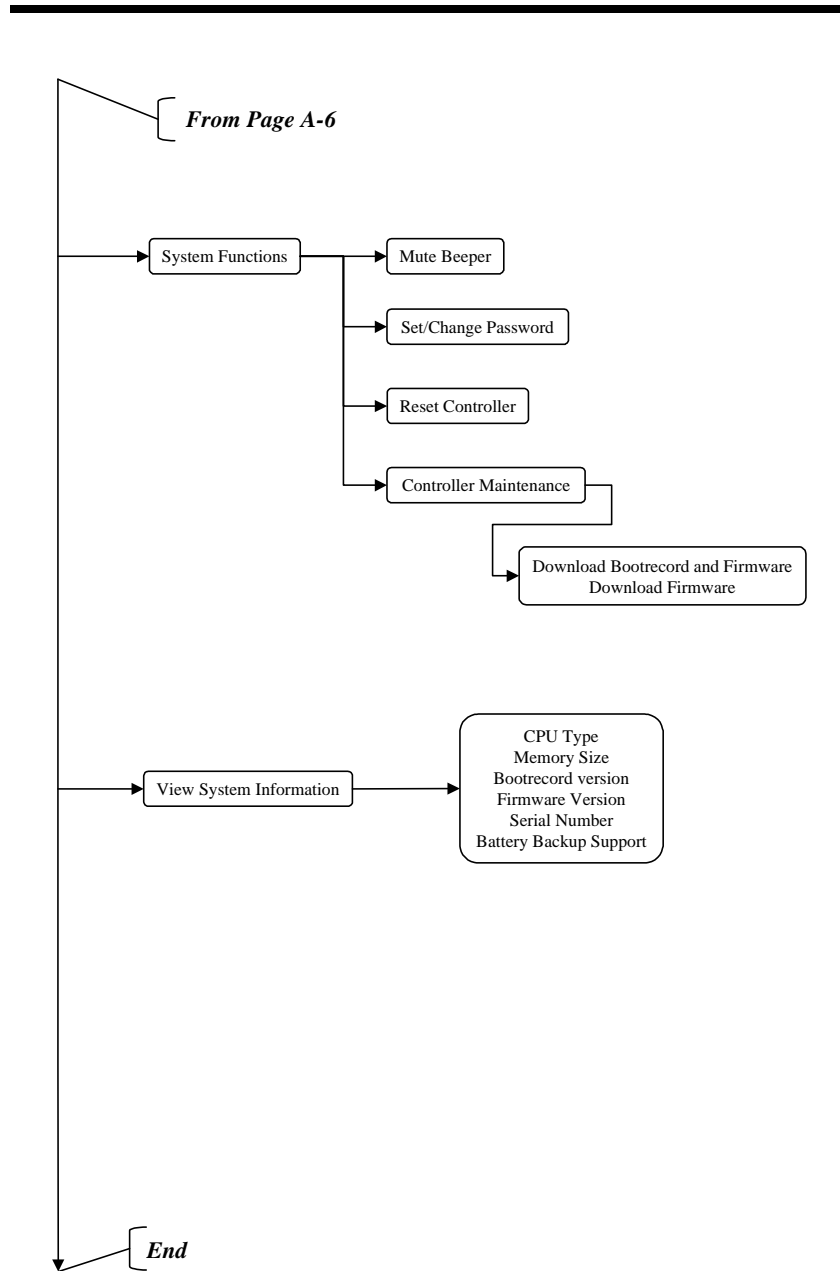 From Page A-6
System Functions
Mute Beeper
Set/Change Password
Reset Controller
Controller Maintenance
Download Bootrecord and Firmware
Download Firmware
CPU Type
Memory Size
Bootrecord version
View System Information
Firmware Version
Serial Number
Battery Backup Support
End